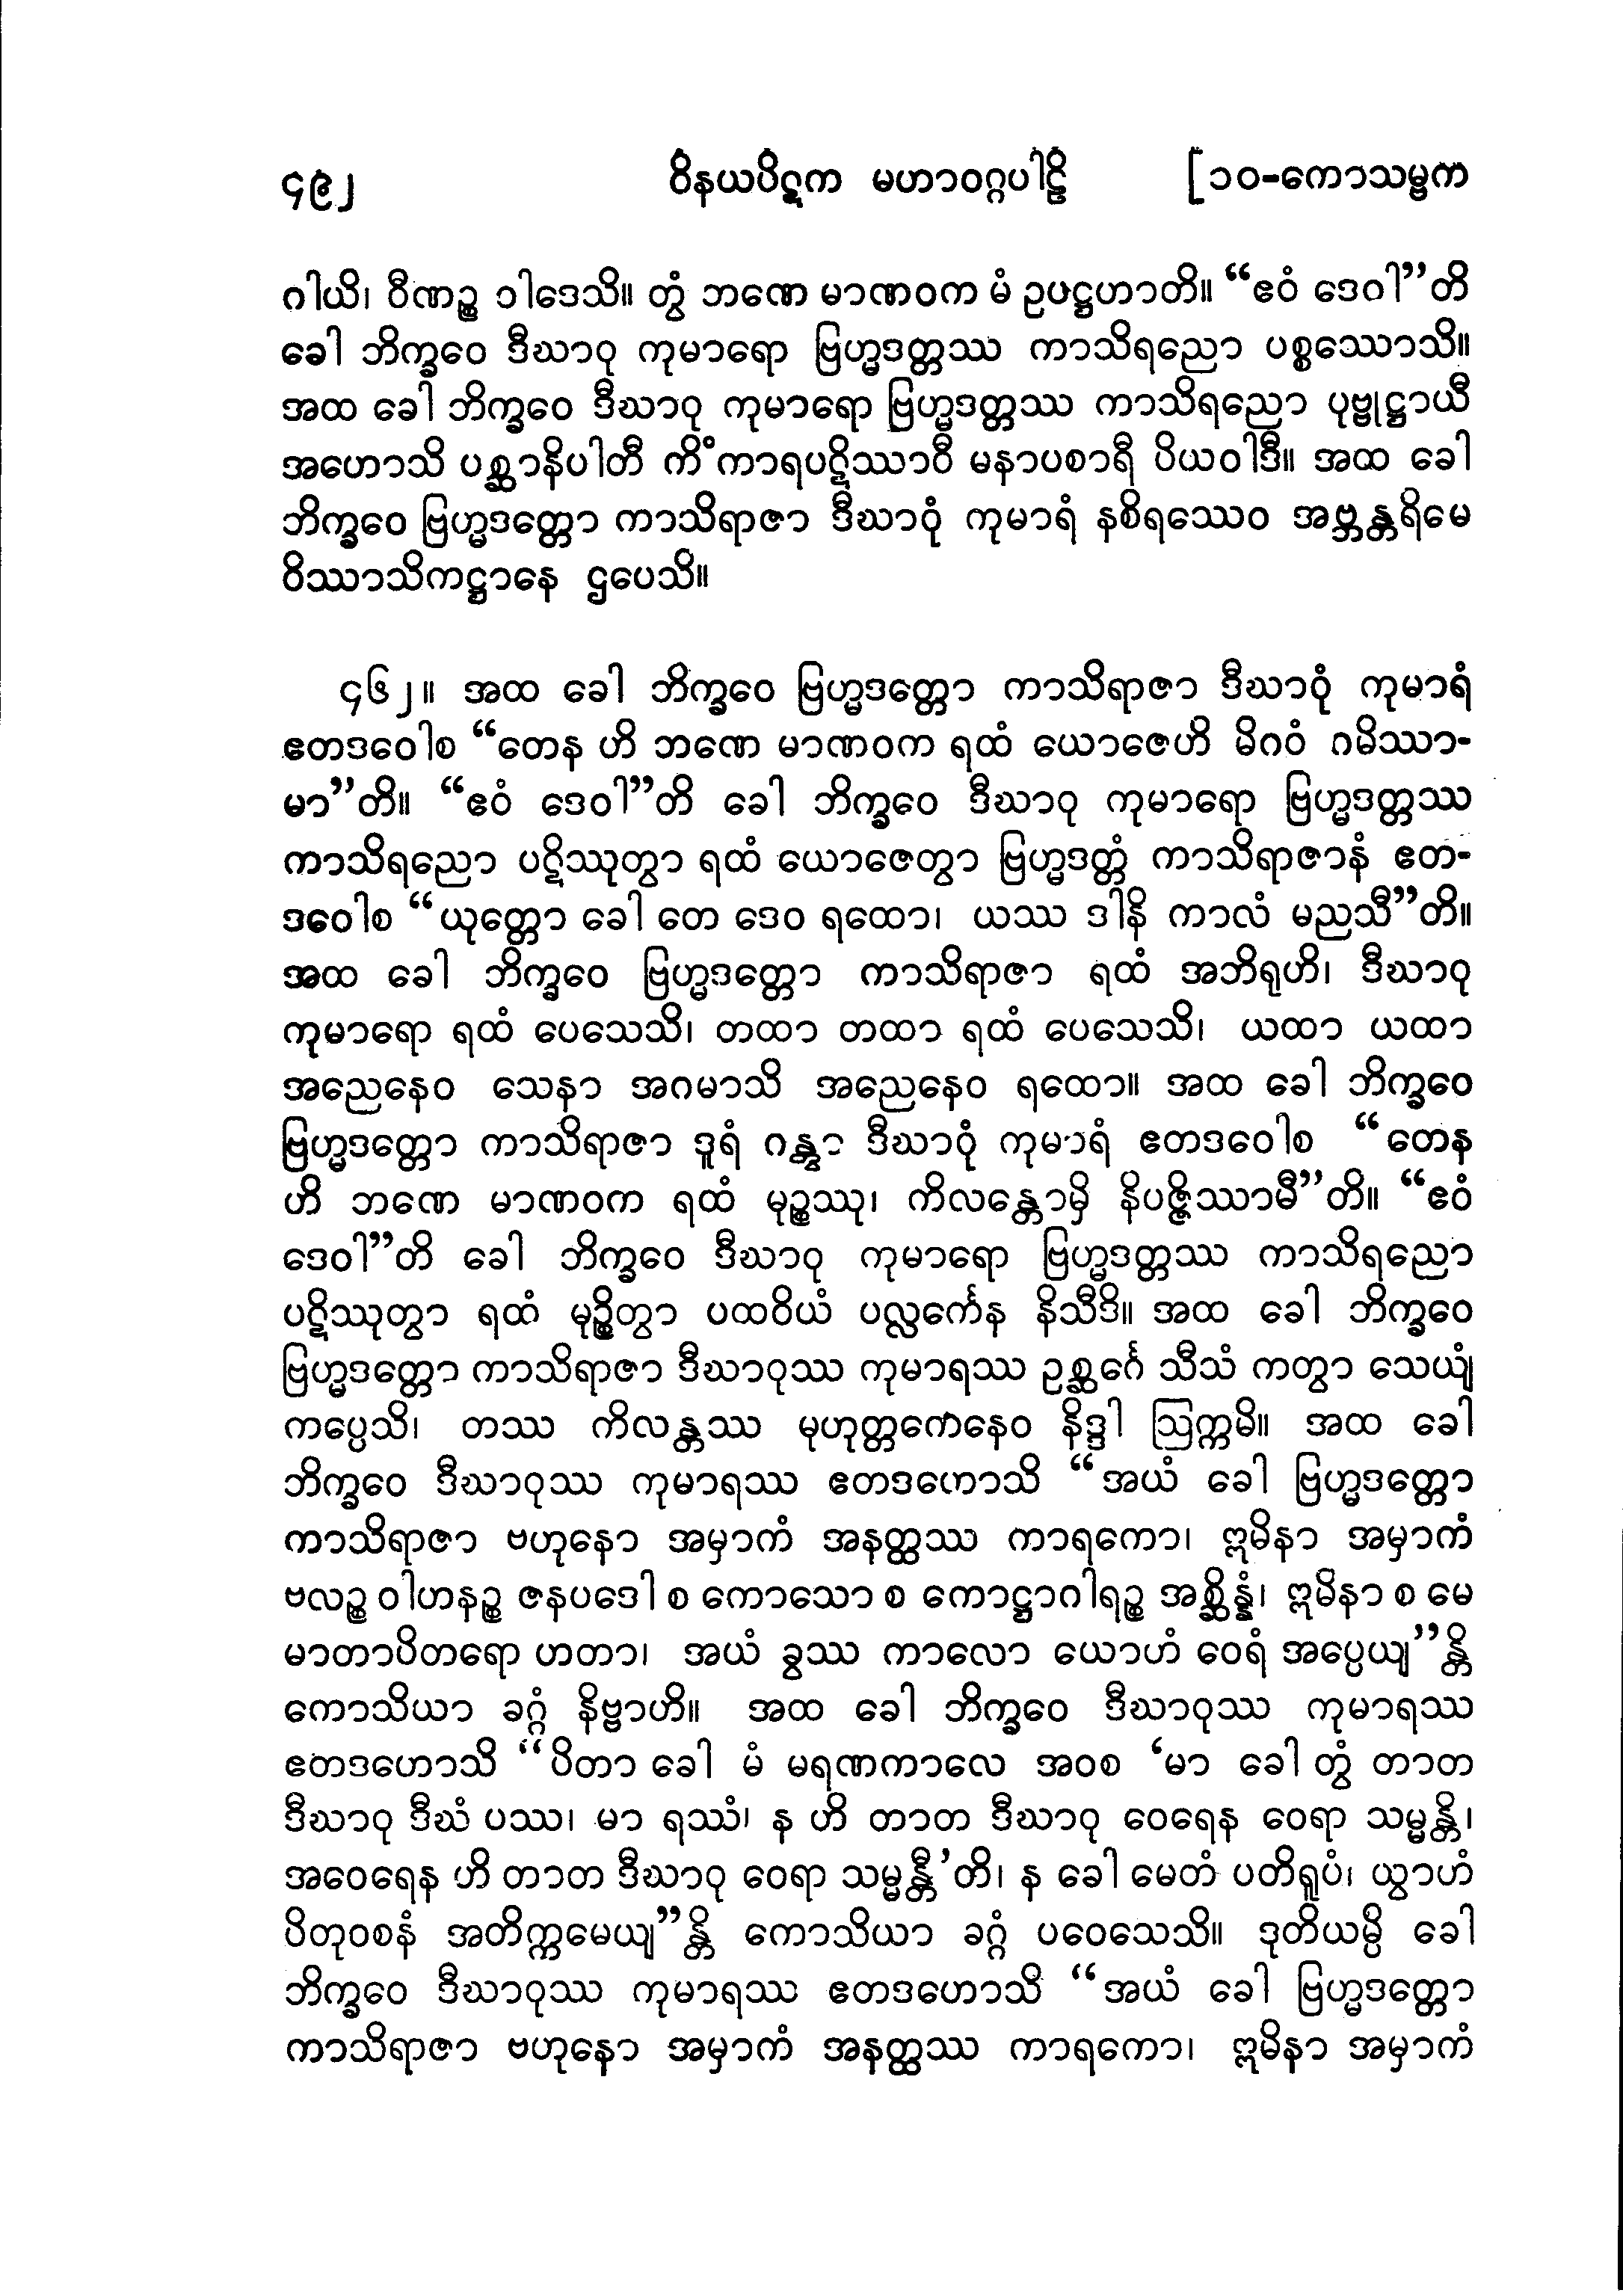 ၄၉၂ ဝိနယပိဋက မဟာဝဂ္ဂပါဠိ [၁၀-ကောသမ္ဗက
ဂါယိ၊ ဝီဏဉ္စ ဝါဒေသိ။ တွံ ဘဏေ မာဏဝက မံ ဥပဋ္ဌဟာတိ။ “ဧဝံ ဒေဝါ”တိ
ခေါ ဘိက္ခဝေ ဒီဃာဝု ကုမာရော ဗြဟ္မဒတ္တဿ ကာသိရညော ပစ္စဿောသိ။
အထ ခေါ ဘိက္ခဝေ ဒီဃာဝု ကုမာရော ဗြဟ္မဒတ္တဿ ကာသိရညော ပုဗ္ဗုဋ္ဌာယီ
အဟောသိ ပစ္ဆာနိပါတီ ကိံကာရပဋိဿာဝီ မနာပစာရီ ပိယဝါဒီ။ အထ ခေါ
ဘိက္ခဝေ ဗြဟ္မဒတ္တော ကာသိရာဇာ ဒီဃာဝုံ ကုမာရံ နစိရဿေဝ အဗ္ဘန္တရိမေ
ဝိဿာသိကဋ္ဌာနေ ဌပေသိ။
၄၆၂။ အထ ခေါ ဘိက္ခဝေ ဗြဟ္မဒတ္တော ကာသိရာဇာ ဒီဃာဝုံ ကုမာရံ
ဧတဒဝေါစ “တေန ဟိ ဘဏေ မာဏဝက ရထံ ယောဇေဟိ မိဂဝံ ဂမိဿာ-
မာ”တိ။ “ဧဝံ ဒေဝါ”တိ ခေါ ဘိက္ခဝေ ဒီဃာဝု ကုမာရော ဗြဟ္မဒတ္တဿ
ကာသိရညော ပဋိဿုတွာ ရထံ ယောဇေတွာ ဗြဟ္မဒတ္တံ ကာသိရာဇာနံ ဧတ-
ဒဝေါစ “ယုတ္တော ခေါ တေ ဒေဝ ရထော၊ ယဿ ဒါနိ ကာလံ မညသီ”တိ။
အထ ခေါ ဘိက္ခဝေ ဗြဟ္မဒတ္တော ကာသိရာဇာ ရထံ အဘိရုဟိ၊ ဒီဃာဝု
ကုမာရော ရထံ ပေသေသိ၊ တထာ တထာ ရထံ ပေသေသိ၊ ယထာ ယထာ
အညေနေဝ သေနာ အဂမာသိ အညေနေဝ ရထော။ အထ ခေါ ဘိက္ခဝေ
ဗြဟ္မဒတ္တော ကာသိရာဇာ ဒူရံ ဂန္တွာ ဒီဃာဝုံ ကုမာရံ ဧတဒဝေါစ “တေန
ဟိ ဘဏေ မာဏဝက ရထံ မုဉ္စဿု၊ ကိလန္တောမှိ နိပဇ္ဇိဿာမီ”တိ။ “ဧဝံ
ဒေဝါ”တိ ခေါ ဘိက္ခဝေ ဒီဃာဝု ကုမာရော ဗြဟ္မဒတ္တဿ ကာသိရညော
ပဋိဿုတွာ ရထံ မုဉ္စိတွာ ပထဝိယံ ပလ္လင်္ကေန နိသီဒိ။ အထ ခေါ ဘိက္ခဝေ
ဗြဟ္မဒတ္တော ကာသိရာဇာ ဒီဃာဝုဿ ကုမာရဿ ဥစ္ဆင်္ဂေ သီသံ ကတွာ သေယျံ
ကပ္ပေသိ၊ တဿ ကိလန္တဿ မုဟုတ္တကေနေဝ နိဒ္ဒါ ဩက္ကမိ။ အထ ခေါ
ဘိက္ခဝေ ဒီဃာဝုဿ ကုမာရဿ ဧတဒဟောသိ “အယံ ခေါ ဗြဟ္မဒတ္တော
ကာသိရာဇာ ဗဟုနော အမှာကံ အနတ္ထဿ ကာရကော၊ ဣမိနာ အမှာကံ
ဗလဉ္စ ဝါဟနဉ္စ ဇနပဒေါ စ ကောသော စ ကောဋ္ဌာဂါရဉ္စ အစ္ဆိန္နံ၊ ဣမိနာ စ မေ
မာတာပိတရော ဟတာ၊ အယံ ခွဿ ကာလော ယောဟံ ဝေရံ အပ္ပေယျ”န္တိ
ကောသိယာ ခဂ္ဂံ နိဗ္ဗာဟိ။ အထ ခေါ ဘိက္ခဝေ ဒီဃာဝုဿ ကုမာရဿ
ဧတဒဟောသိ “ပိတာ ခေါ မံ မရဏကာလေ အဝစ ‘မာ ခေါ တွံ တာတ
ဒီဃာဝု ဒီဃံ ပဿ၊ မာ ရဿံ၊ န ဟိ တာတ ဒီဃာဝု ဝေရေန ဝေရာ သမ္မန္တိ၊
အဝေရေန ဟိ တာတ ဒီဃာဝု ဝေရာ သမ္မန္တီ’တိ၊ န ခေါ မေတံ ပတိရူပံ၊ ယွာဟံ
ပိတုဝစနံ အတိက္ကမေယျ”န္တိ ကောသိယာ ခဂ္ဂံ ပဝေသေသိ။ ဒုတိယမ္ပိ ခေါ
ဘိက္ခဝေ ဒီဃာဝုဿ ကုမာရဿ ဧတဒဟောသိ “အယံ ခေါ ဗြဟ္မဒတ္တော
ကာသိရာဇာ ဗဟုနော အမှာကံ အနတ္ထဿ ကာရကော၊ ဣမိနာ အမှာကံ